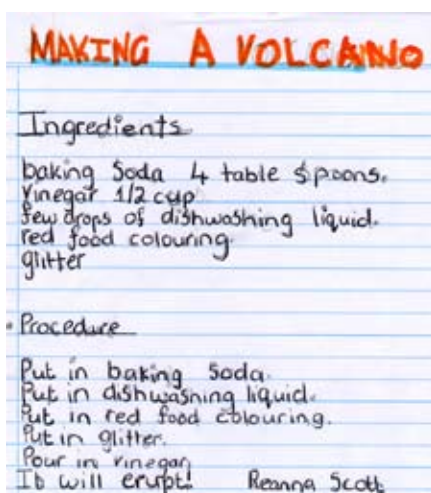 MAKING A VOLCANO
Ingredients
baking Soda 4 table spoons.
Vinegar 1/2 cup
few drops of dishwashing liquid.
red food colouring.
glitter
Procedure
Put in baking Soda.
Put in dishwashing liquid.
Put in red food colouring.
Put in glitter.
Pour in vinegar
It will erupt! Reanna Scott